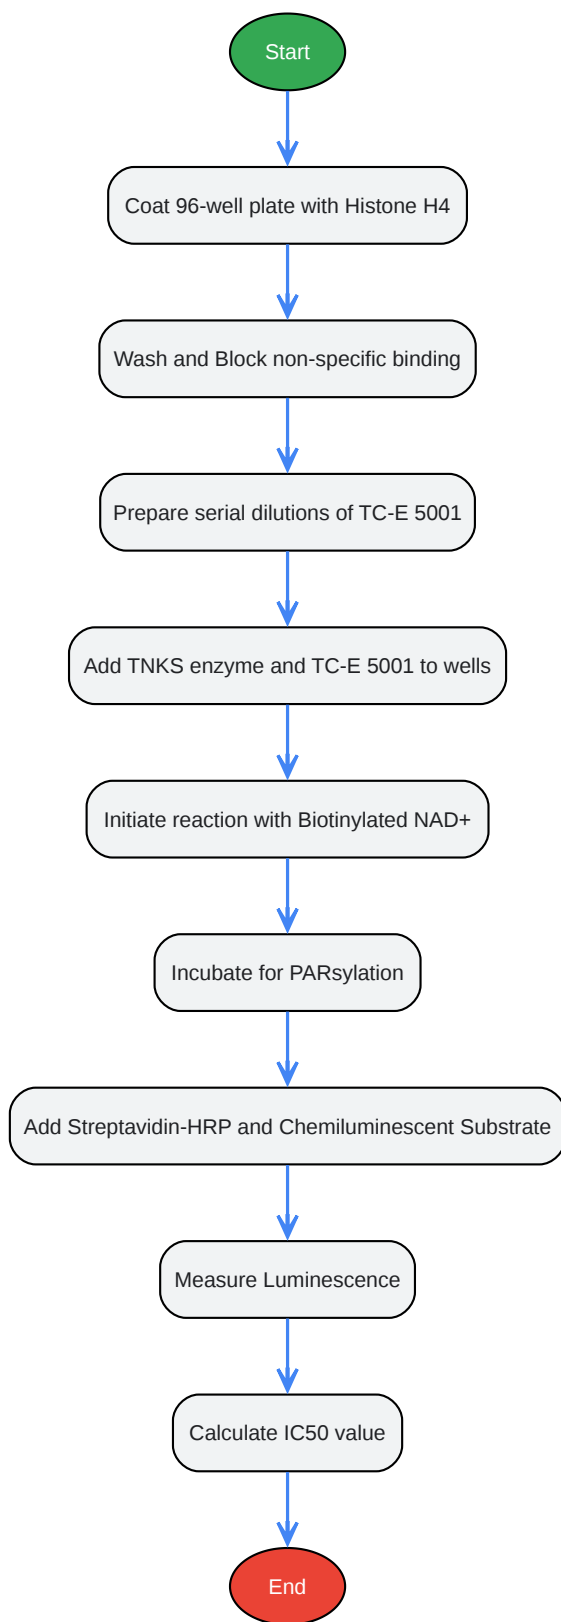 Start
Coat 96-well plate with Histone H4
Wash and Block non-specific binding
Prepare serial dilutions of TC-E 5001
Add TNKS enzyme and TC-E 5001 to wells
Initiate reaction with Biotinylated NAD+
Incubate for PARsylation
Add Streptavidin-HRP and Chemiluminescent Substrate
Measure Luminescence
Calculate IC50 value
End